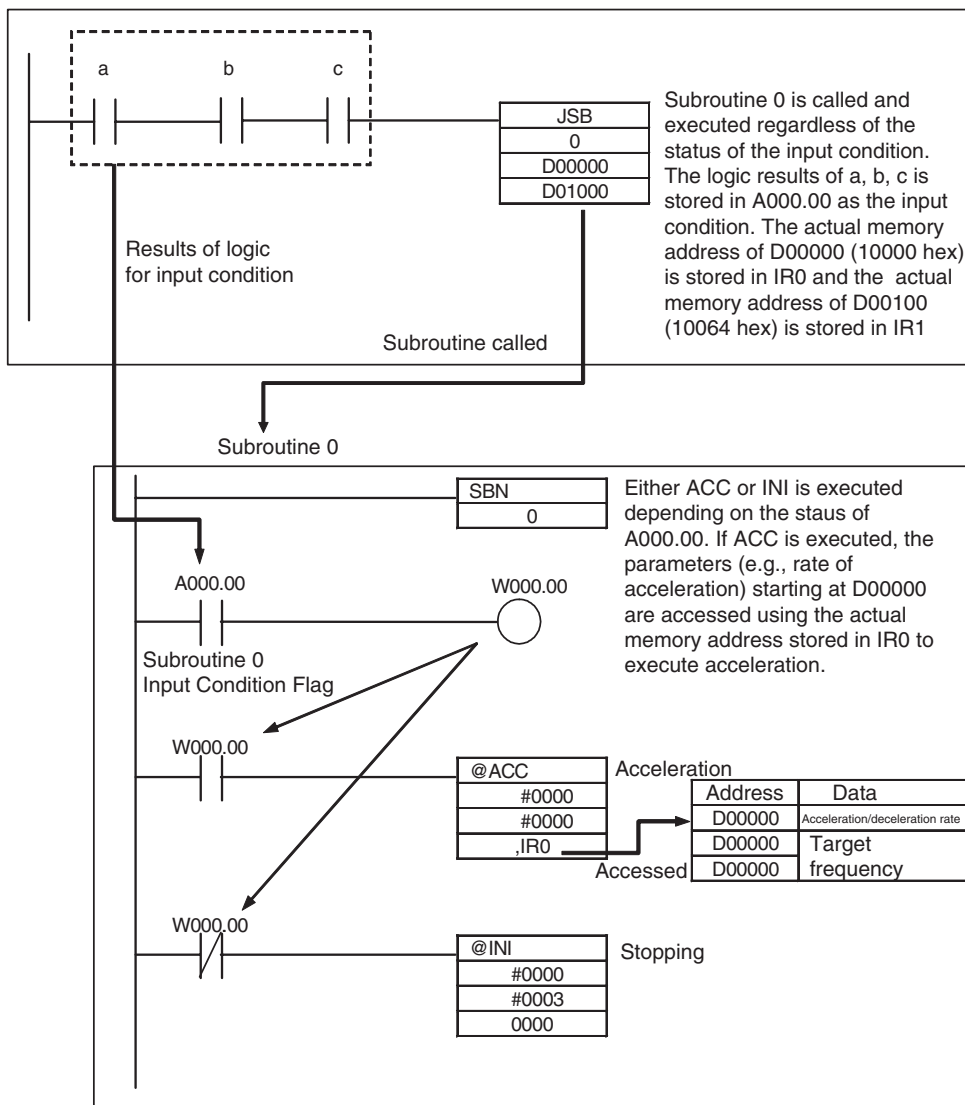 a
b
c
JSB
0
D00000
D01000
Subroutine 0 is called and
executed regardless of the
status of the input condition.
The logic results of a, b, c is
stored in A000.00 as the input
condition. The actual memory
address of D00000 (10000 hex)
is stored in IR0 and the  actual
memory address of D00100
(10064 hex) is stored in IR1
Results of logic
for input condition
Subroutine called
Subroutine 0
SBN
0
Either ACC or INI is executed
depending on the staus of
A000.00. If ACC is executed, the
parameters (e.g., rate of
acceleration) starting at D00000
are accessed using the actual
memory address stored in IR0 to
execute acceleration.
A000.00
W000.00
Subroutine 0
Input Condition Flag
W000.00
@ACC
#0000
#0000
,IR0
Acceleration
Accessed
Address Data
D00000 Acceleration/deceleration rate
D00000 Target
D00000 frequency
W000.00
@INI
#0000
#0003
0000
Stopping